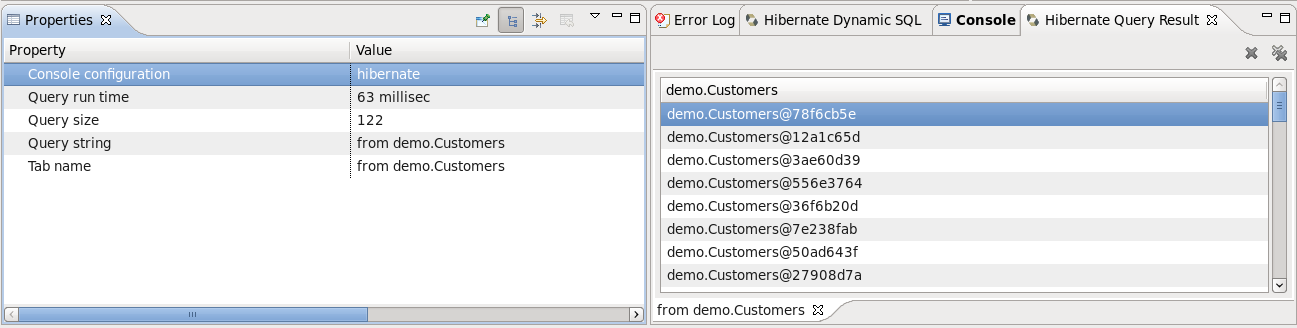 Properties
Property Value
Console configuration hibernate
Query run time 63 millisec
Query size 122
Query string from demo.Customers
Tab name from demo.Customers
Error Log Hibernate Dynamic SQL Console Hibernate Query Result
demo.Customers
demo.Customers@78f6cb5e
demo.Customers@12a1c65d
demo.Customers@3ae60d39
demo.Customers@556e3764
demo.Customers@36f6b20d
demo.Customers@7e238fab
demo.Customers@50ad643f
demo.Customers@27908d7a
from demo.Customers